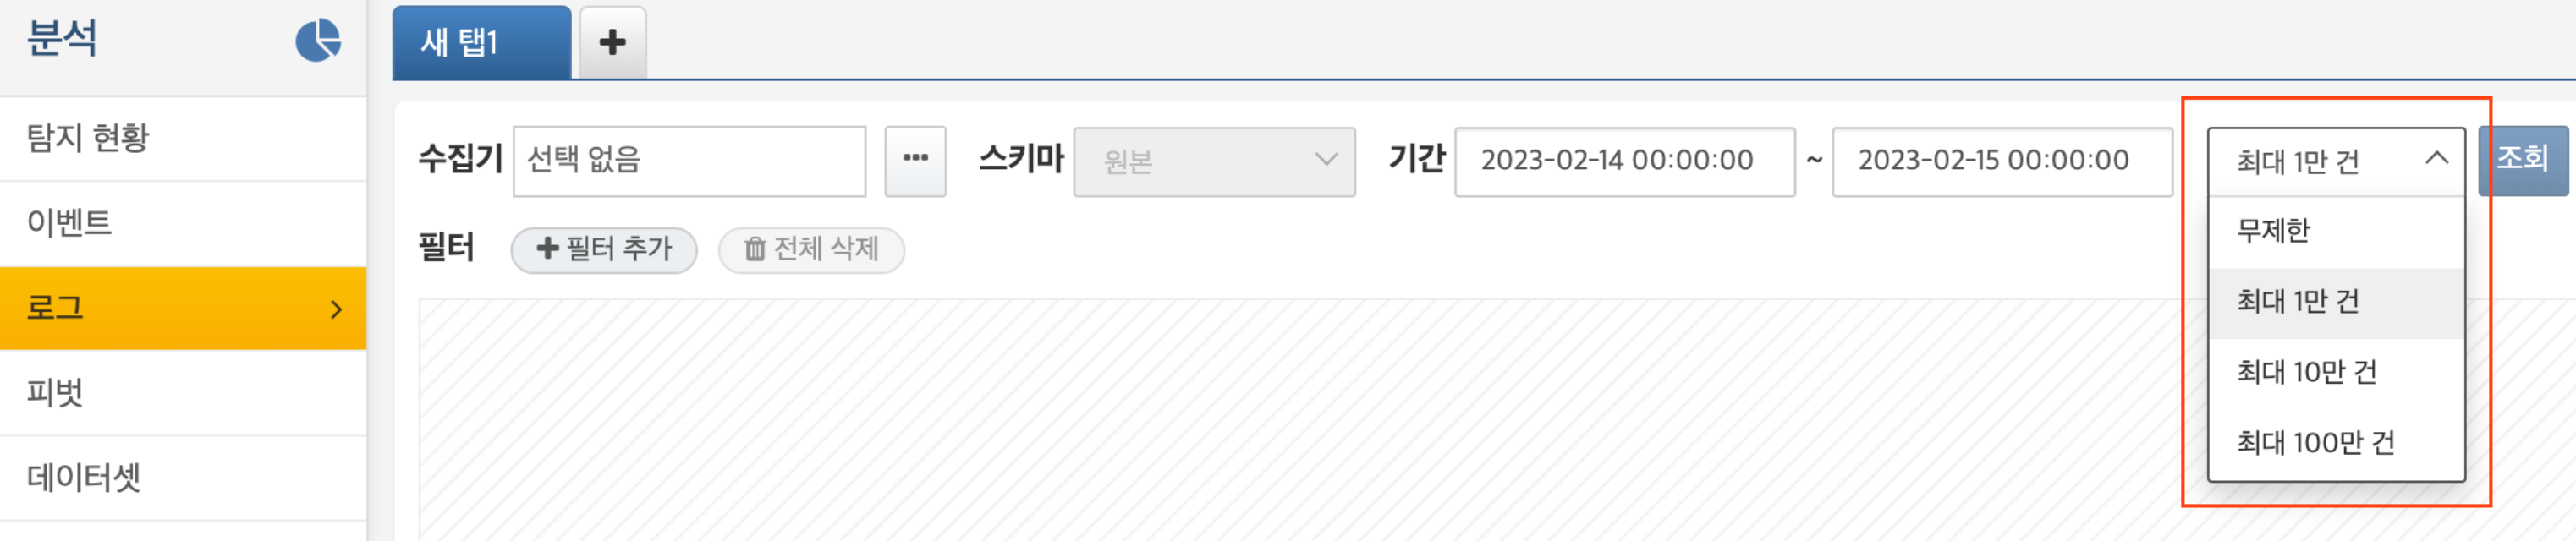 분석
탐지 현황
이벤트
로그
피벗
데이터셋
새 탭1
수집기 선택 없음 ... 스키마 원본 기간 2023-02-14 00:00:00 ~ 2023-02-15 00:00:00 최대 1만 건 조회
필터 + 필터 추가 전체 삭제
무제한
최대 1만 건
최대 10만 건
최대 100만 건